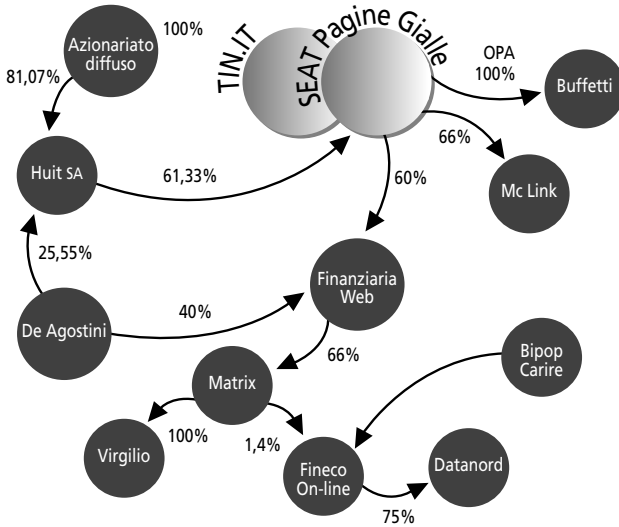 Azionariato
diffuso
100%
TIN.IT
SEAT Pagine Gialle
OPA
100%
Buffetti
81,07%
66%
Huit SA
61,33%
60%
Mc Link
25,55%
Finanziaria
Web
De Agostini
40%
66%
Bipop
Carire
Matrix
Virgilio
100%
1,4%
Fineco
On-line
Datanord
75%